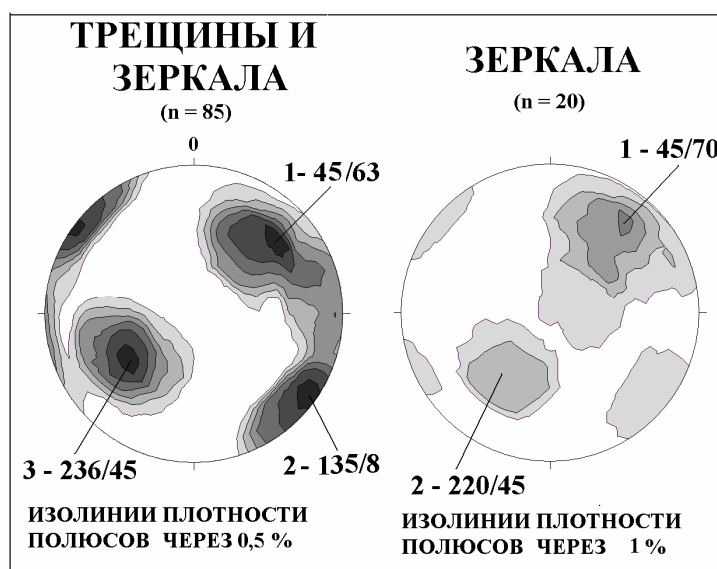 ТРЕЩИНЫ И
ЗЕРКАЛА
(n = 85)
0
1- 45/63
3 - 236/45
2 - 135/8
ИЗОЛИНИИ ПЛОТНОСТИ
ПОЛЮСОВ ЧЕРЕЗ 0,5 %
ЗЕРКАЛА
(n = 20)
1 - 45/70
2 - 220/45
ИЗОЛИНИИ ПЛОТНОСТИ
ПОЛЮСОВ ЧЕРЕЗ 1 %